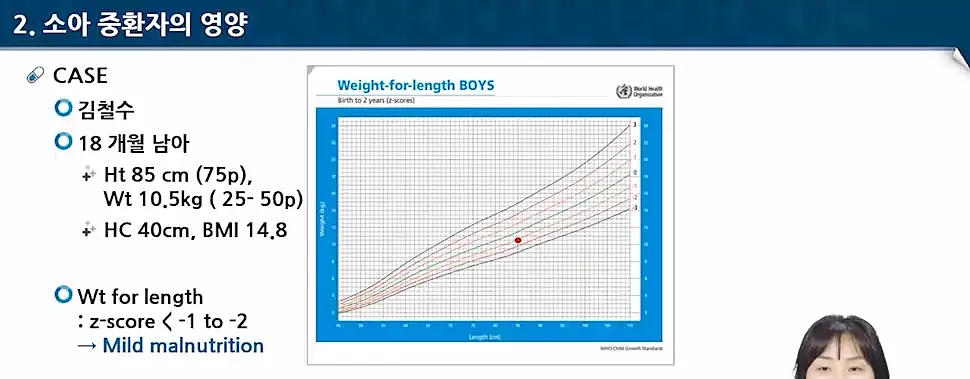 2. 소아 중환자의 영양
CASE
김철수
18 개월 남아
Ht 85 cm (75p),
Wt 10.5kg ( 25- 50p)
HC 40cm, BMI 14.8
Wt for length
: z-score < -1 to -2
→ Mild malnutrition
Weight-for-length BOYS
Birth to 2 years (z-scores)
World Health
Organization
3
2
1
0
-1
-2
-3
Weight (kg)
Length (cm)
WHO Child Growth Standards